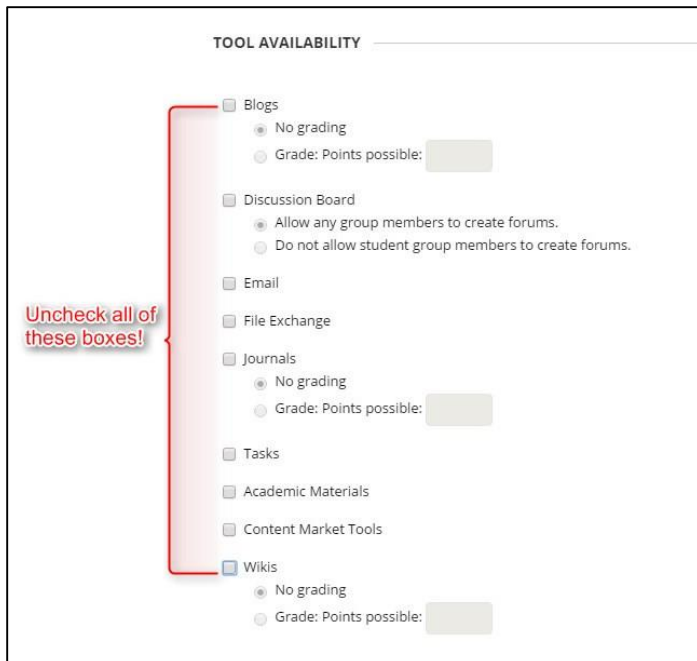 TOOL AVAILABILITY
Blogs
No grading
Grade: Points possible:
Discussion Board
Allow any group members to create forums.
Do not allow student group members to create forums.
Email
Uncheck all of
these boxes!
File Exchange
Journals
No grading
Grade: Points possible:
Tasks
Academic Materials
Content Market Tools
Wikis
No grading
Grade: Points possible: